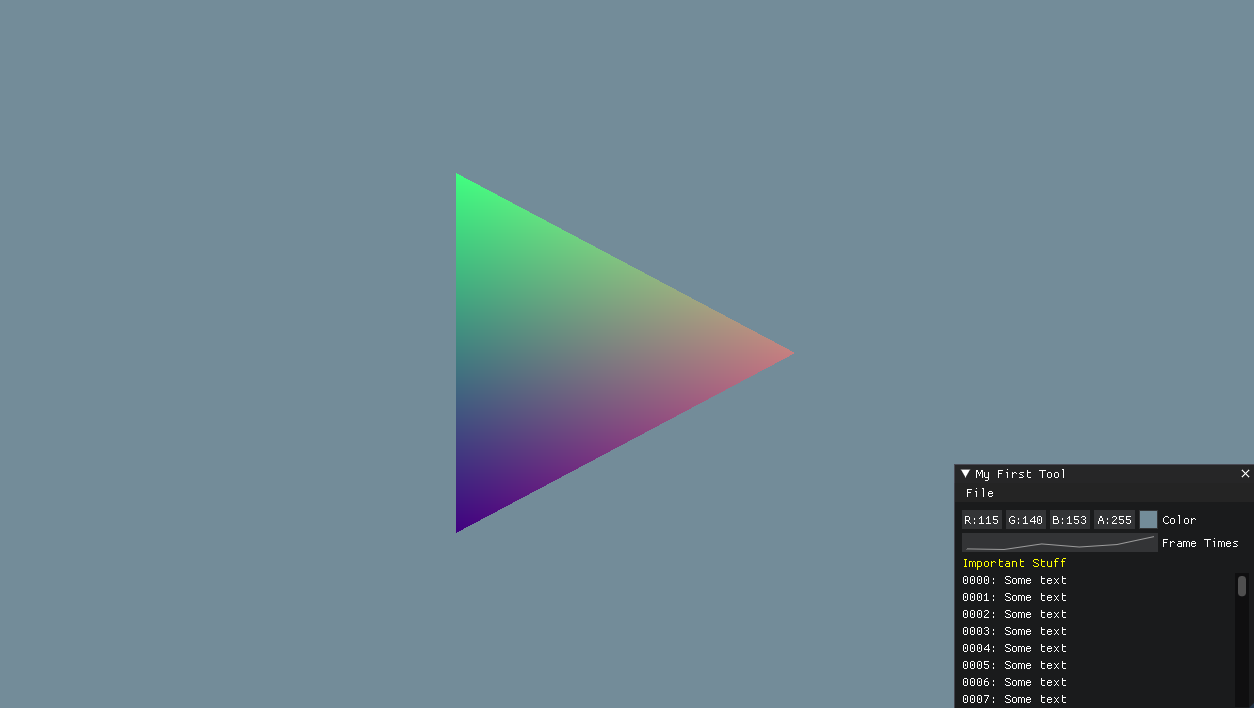 My First Tool
File
R:115 G:140 B:153 A:255 Color
Frame Times
Important Stuff
0000: Some text
0001: Some text
0002: Some text
0003: Some text
0004: Some text
0005: Some text
0006: Some text
0007: Some text